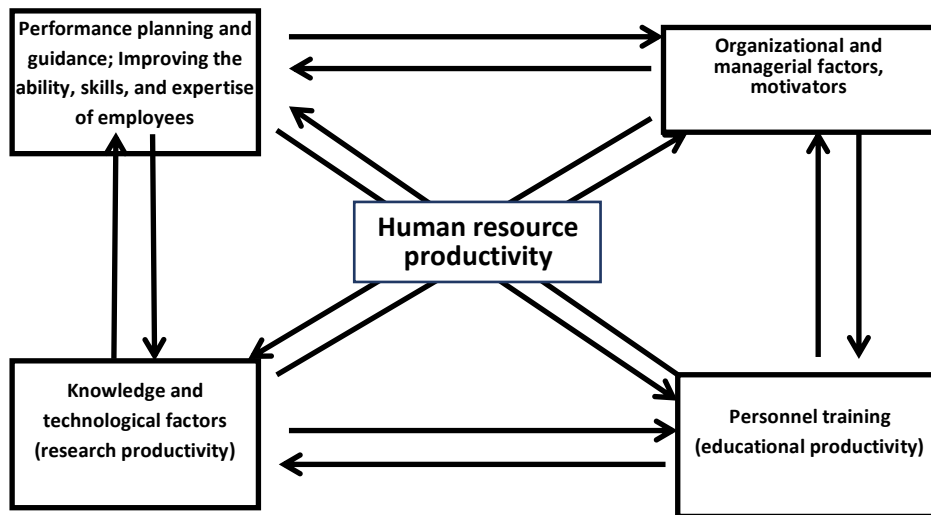 Performance planning and
guidance; Improving the
ability, skills, and expertise
of employees
Organizational and
managerial factors,
motivators
Human resource
productivity
Knowledge and
technological factors
(research productivity)
Personnel training
(educational productivity)